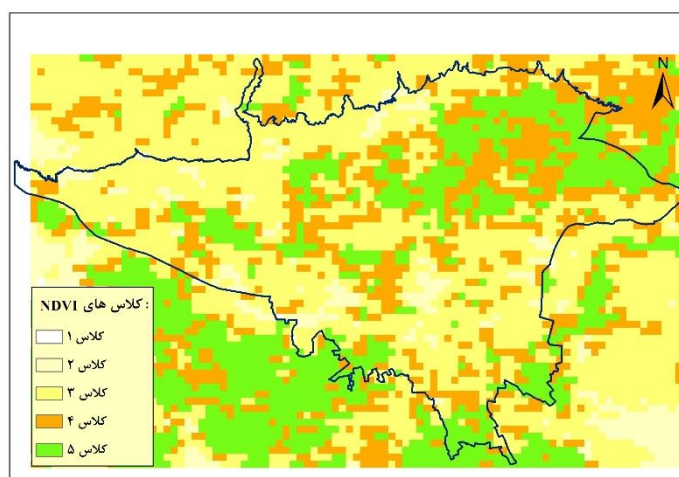 N
کلاس های NDVI :
کلاس ۱
کلاس ۲
کلاس ۳
کلاس ۴
کلاس ۵